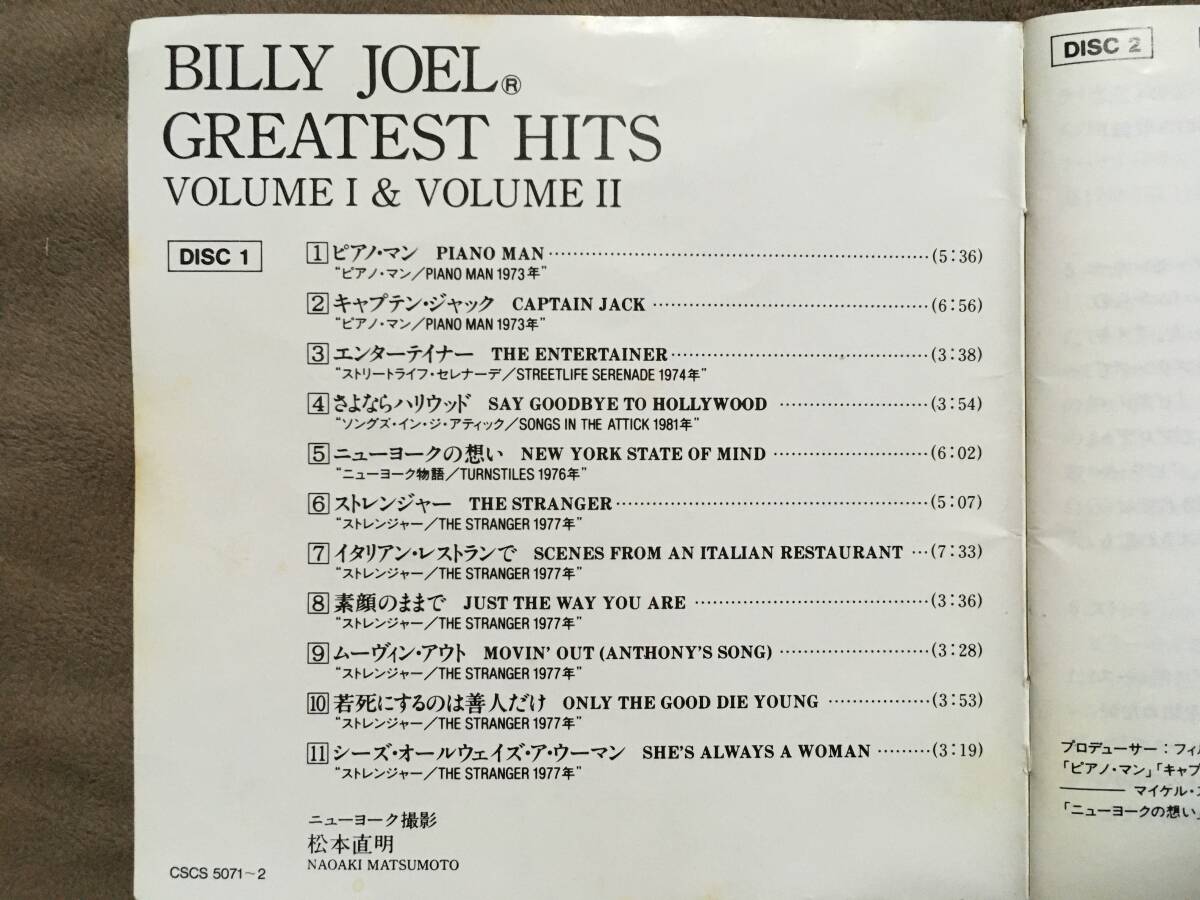 BILLY JOEL®
GREATEST HITS
VOLUME I & VOLUME II
DISC 1
1 ピアノ・マン PIANO MAN (5:36)
"ピアノ・マン/PIANO MAN 1973年"
2 キャプテン・ジャック CAPTAIN JACK (6:56)
"ピアノ・マン/PIANO MAN 1973年"
3 エンターテイナー THE ENTERTAINER (3:38)
"ストリートライフ・セレナーデ/STREETLIFE SERENADE 1974年"
4 さよならハリウッド SAY GOODBYE TO HOLLYWOOD (3:54)
"ソングズ・イン・ジ・アティック/SONGS IN THE ATTICK 1981年"
5 ニューヨークの想い NEW YORK STATE OF MIND (6:02)
"ニューヨーク物語/TURNSTILES 1976年"
6 ストレンジャー THE STRANGER (5:07)
"ストレンジャー/THE STRANGER 1977年"
7 イタリアン・レストランで SCENES FROM AN ITALIAN RESTAURANT (7:33)
"ストレンジャー/THE STRANGER 1977年"
8 素顔のままで JUST THE WAY YOU ARE (3:36)
"ストレンジャー/THE STRANGER 1977年"
9 ムーヴィン・アウト MOVIN' OUT (ANTHONY'S SONG) (3:28)
"ストレンジャー/THE STRANGER 1977年"
10 若死にするのは善人だけ ONLY THE GOOD DIE YOUNG (3:53)
"ストレンジャー/THE STRANGER 1977年"
11 シーズ・オールウェイズ・ア・ウーマン SHE'S ALWAYS A WOMAN (3:19)
"ストレンジャー/THE STRANGER 1977年"
ニューヨーク撮影
松本直明
NAOAKI MATSUMOTO
CSCS 5071~2
DISC 2
プロデューサー:フィ
「ピアノ・マン」「キャプ
マイケル・
「ニューヨークの想い」